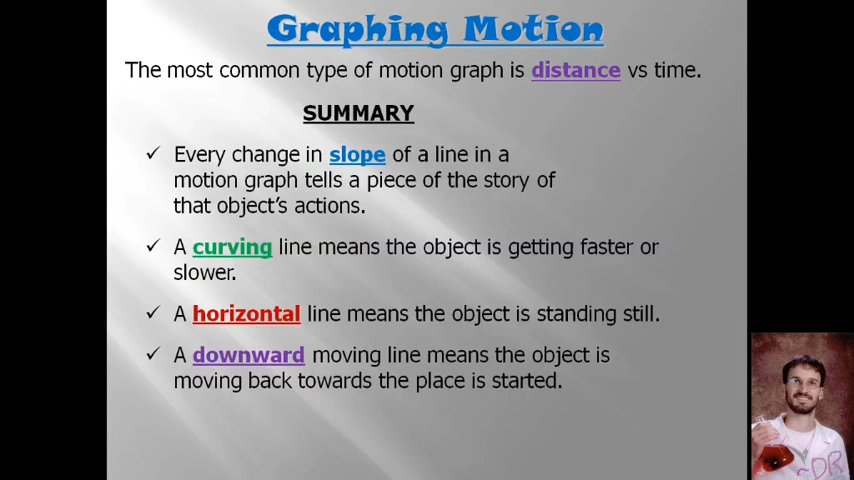 Graphing Motion
The most common type of motion graph is distance vs time.
SUMMARY
✓ Every change in slope of a line in a
motion graph tells a piece of the story of
that object's actions.
✓ A curving line means the object is getting faster or
slower.
✓ A horizontal line means the object is standing still.
✓ A downward moving line means the object is
moving back towards the place is started.
DR